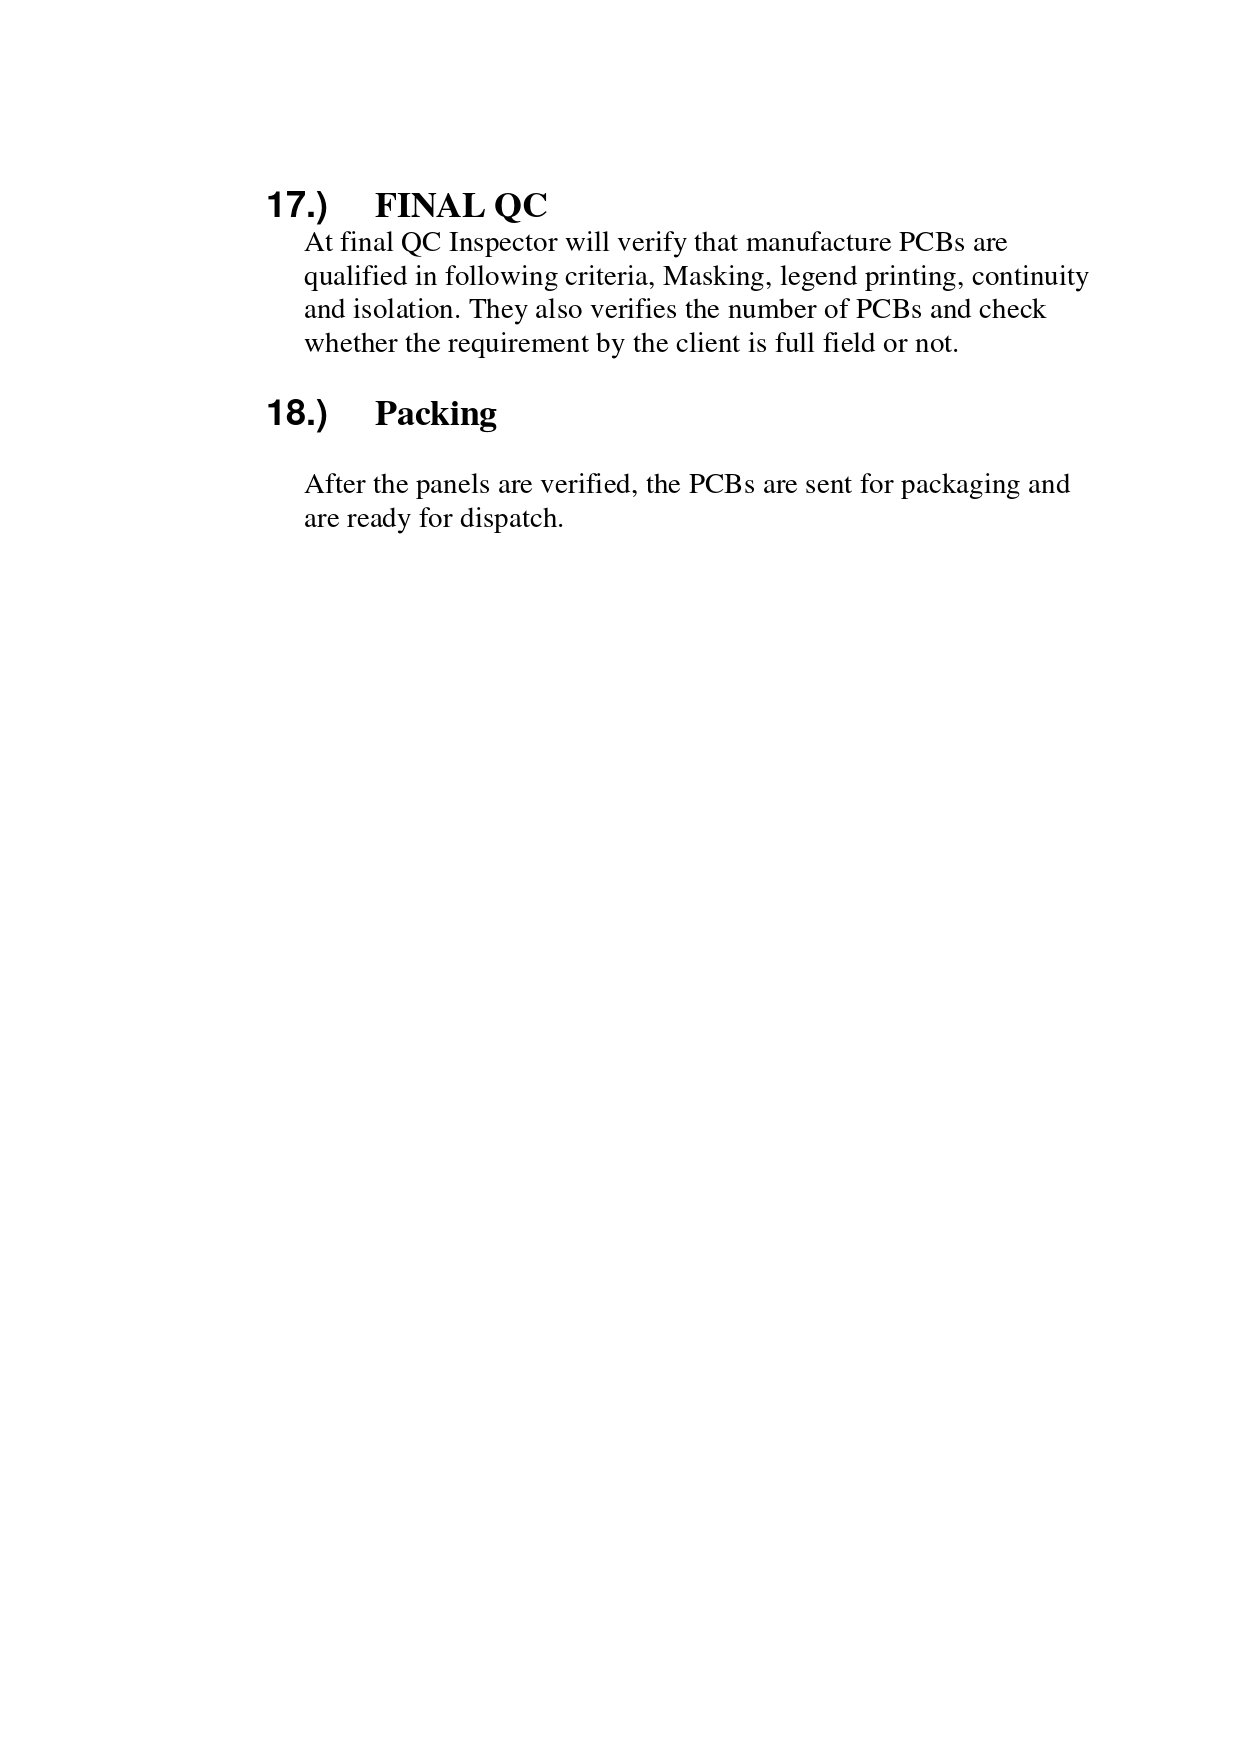 17.) FINAL QC
At final QC Inspector will verify that manufacture PCBs are
qualified in following criteria, Masking, legend printing, continuity
and isolation. They also verifies the number of PCBs and check
whether the requirement by the client is full field or not.
18.) Packing
After the panels are verified, the PCBs are sent for packaging and
are ready for dispatch.